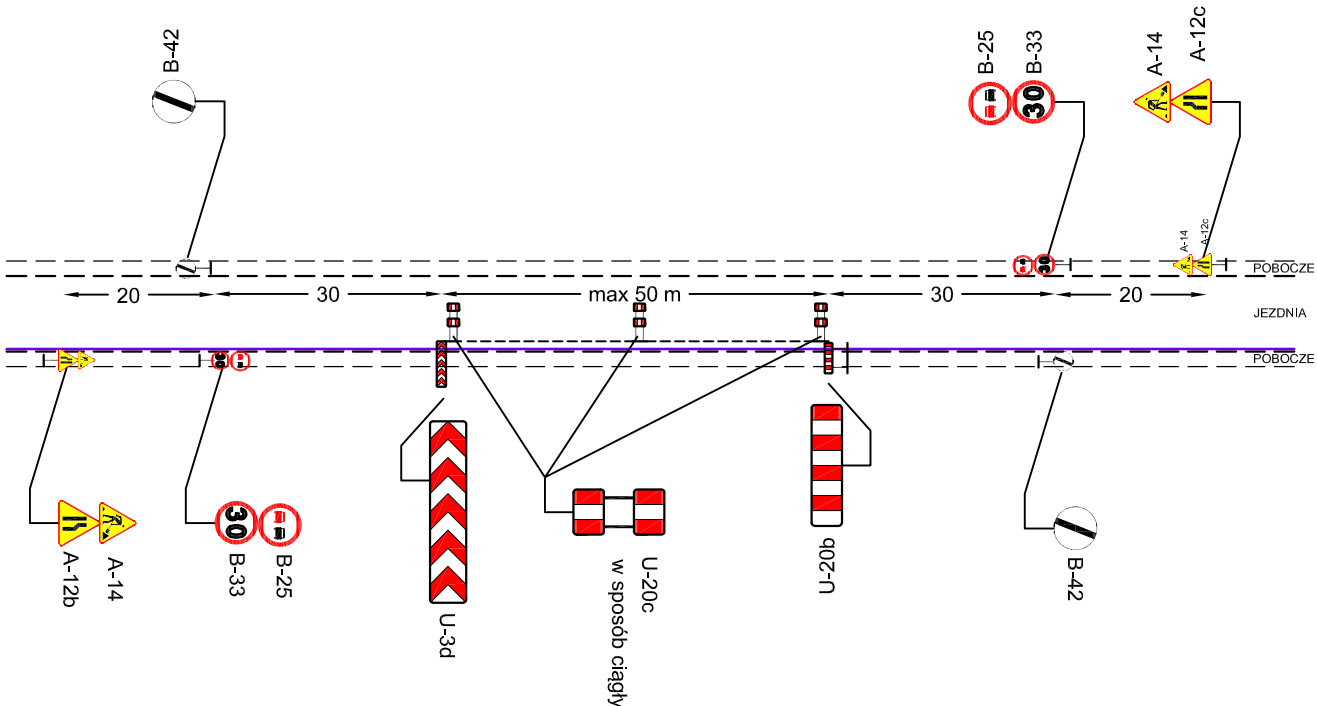 B-42
B-25
B-33
A-14
A-12c
30
A-14
A-12c
30
POBOCZE
20
30
max 50 m
30
20
JEZDNIA
POBOCZE
30
30
A-12b
A-14
B-33
B-25
U-3d
U-20c
w sposób ciągły
U-20b
B-42